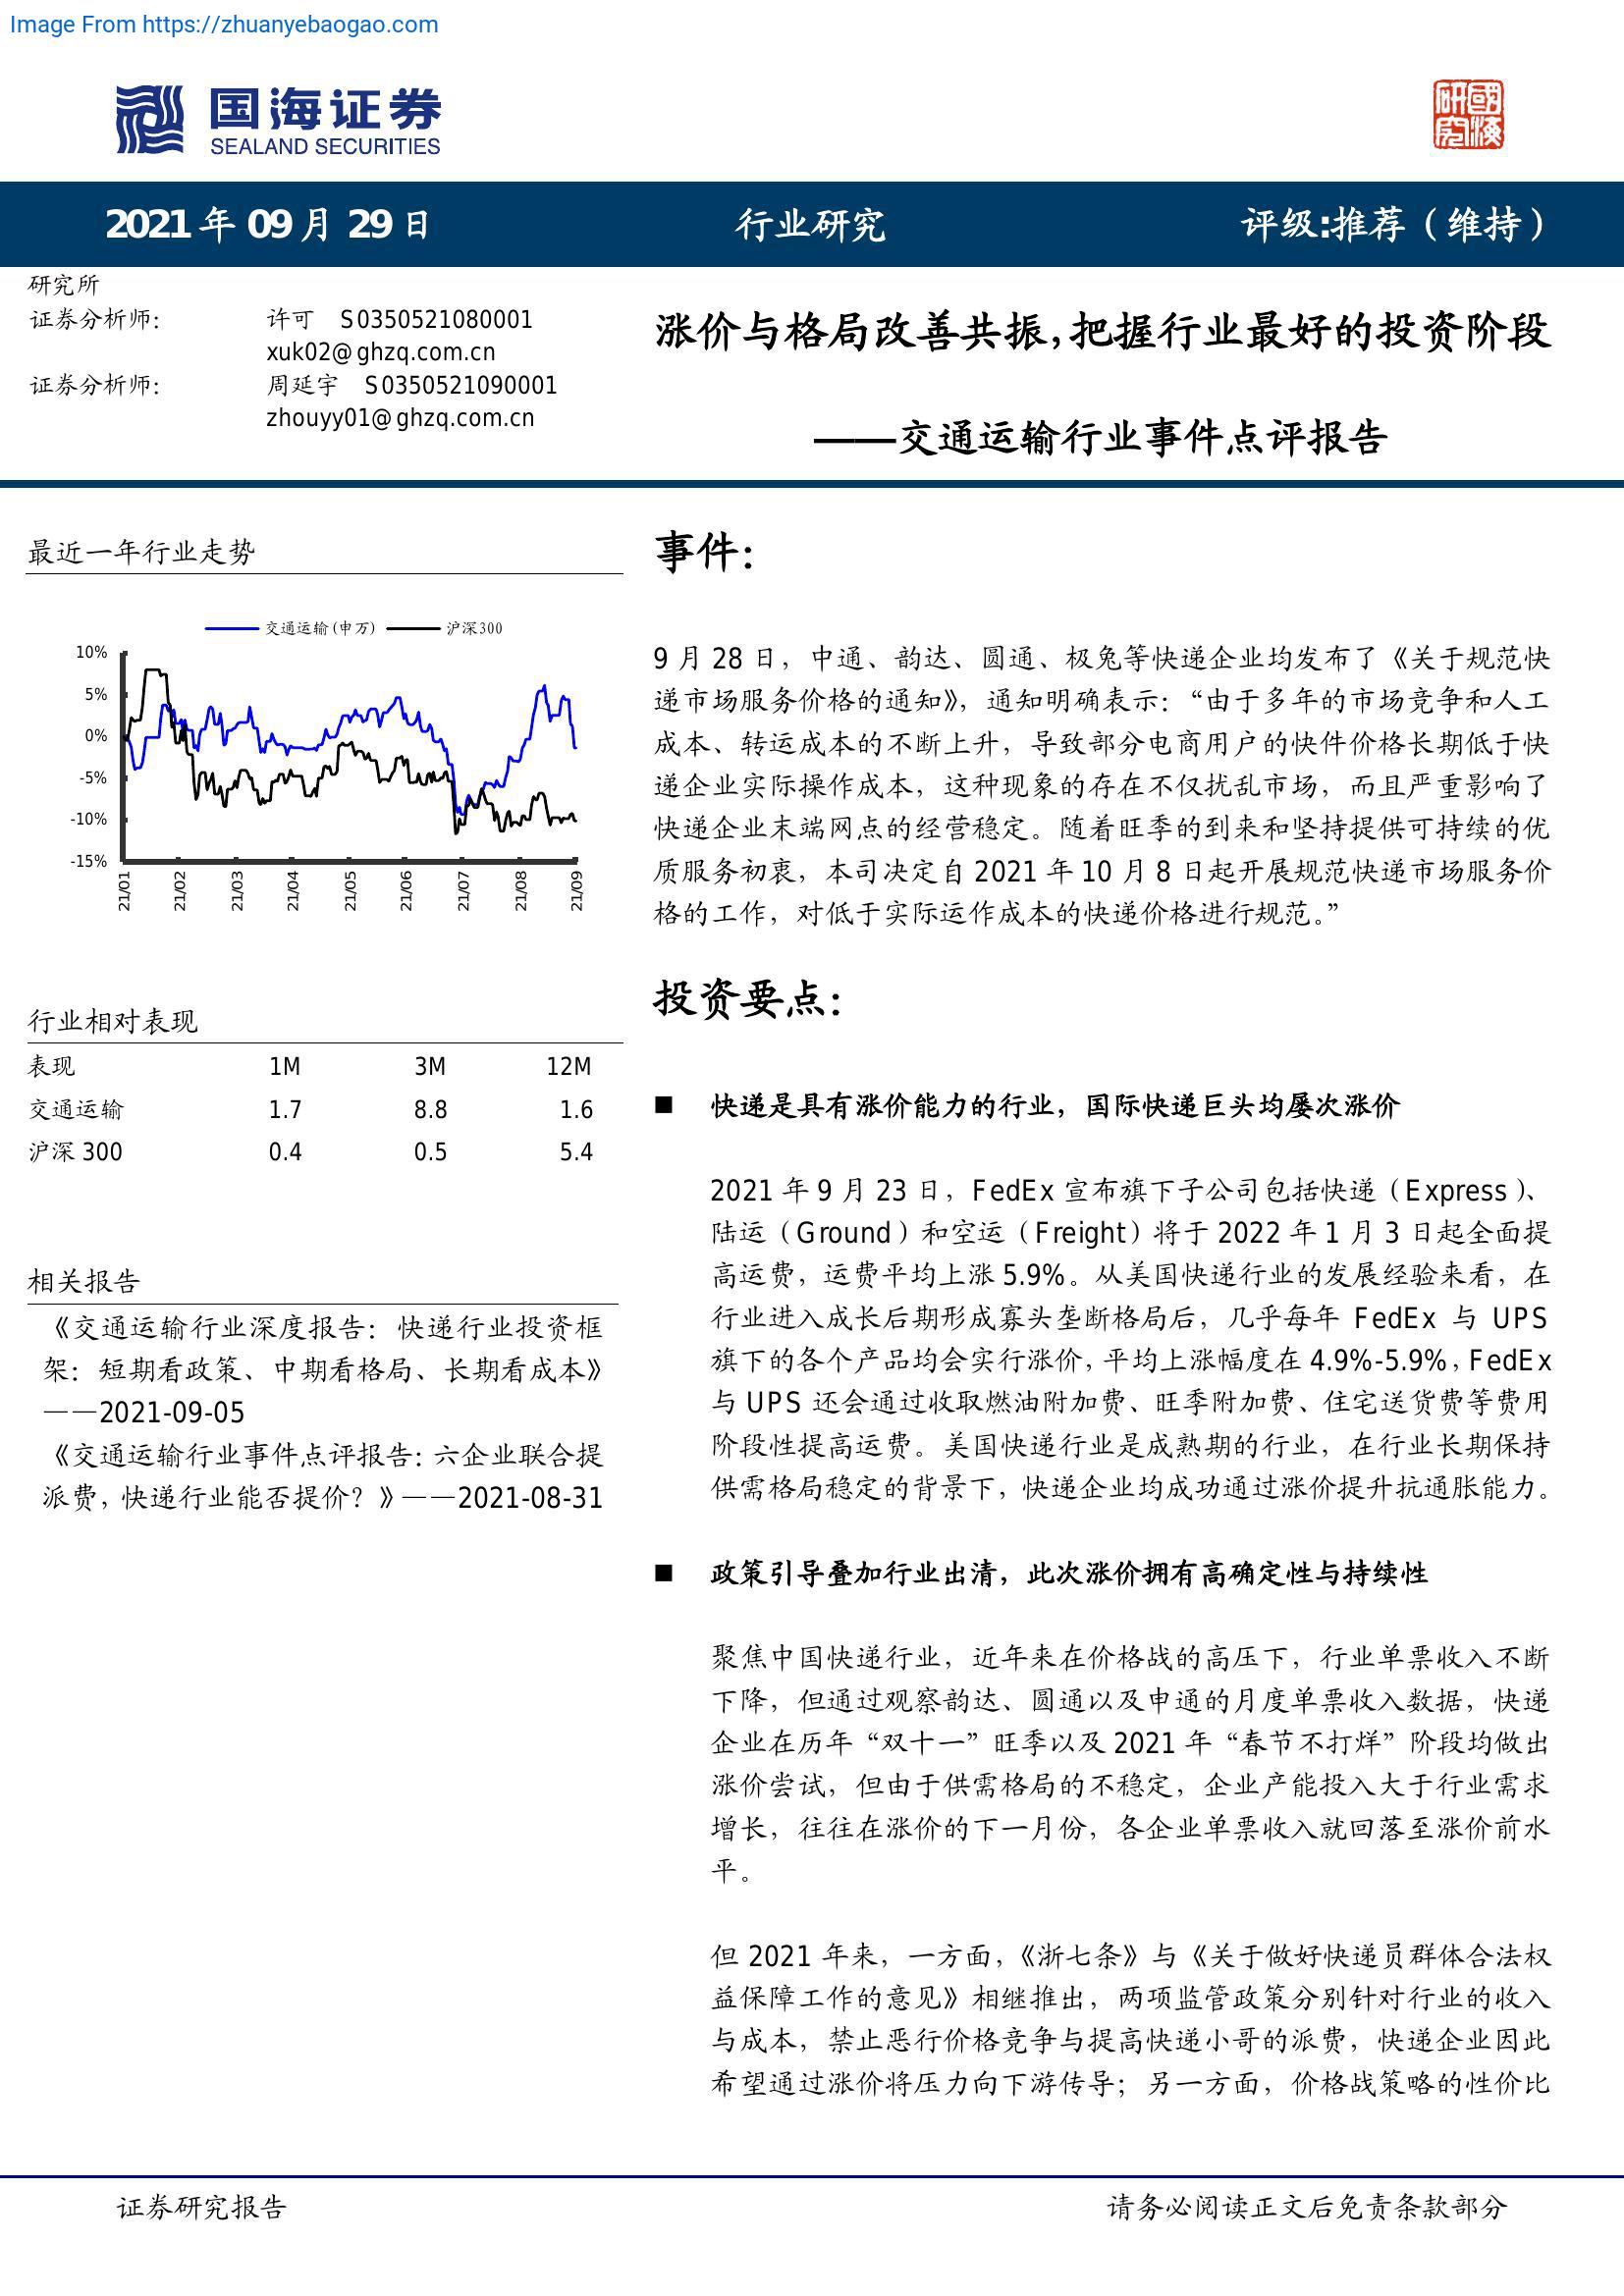 Image From https://zhuanyebaogao.com
国海证券
SEALAND SECURITIES
國海研究
2021 年 09 月 29 日
行业研究
评级:推荐（维持）
研究所
证券分析师： 许可 S0350521080001
xuk02@ghzq.com.cn
证券分析师： 周延宇 S0350521090001
zhouyy01@ghzq.com.cn
涨价与格局改善共振，把握行业最好的投资阶段
——交通运输行业事件点评报告
最近一年行业走势
交通运输(申万) 沪深300
10%
5%
0%
-5%
-10%
-15%
21/01 21/02 21/03 21/04 21/05 21/06 21/07 21/08 21/09
行业相对表现
表现 1M 3M 12M
交通运输 1.7 8.8 1.6
沪深 300 0.4 0.5 5.4
相关报告
《交通运输行业深度报告：快递行业投资框
架：短期看政策、中期看格局、长期看成本》
——2021-09-05
《交通运输行业事件点评报告：六企业联合提
派费，快递行业能否提价？》——2021-08-31
事件：
9 月 28 日，中通、韵达、圆通、极兔等快递企业均发布了《关于规范快
递市场服务价格的通知》，通知明确表示：“由于多年的市场竞争和人工
成本、转运成本的不断上升，导致部分电商用户的快件价格长期低于快
递企业实际操作成本，这种现象的存在不仅扰乱市场，而且严重影响了
快递企业末端网点的经营稳定。随着旺季的到来和坚持提供可持续的优
质服务初衷，本司决定自 2021 年 10 月 8 日起开展规范快递市场服务价
格的工作，对低于实际运作成本的快递价格进行规范。”
投资要点：
■ 快递是具有涨价能力的行业，国际快递巨头均屡次涨价
2021 年 9 月 23 日，FedEx 宣布旗下子公司包括快递（Express）、
陆运（Ground）和空运（Freight）将于 2022 年 1 月 3 日起全面提
高运费，运费平均上涨 5.9%。从美国快递行业的发展经验来看，在
行业进入成长后期形成寡头垄断格局后，几乎每年 FedEx 与 UPS
旗下的各个产品均会实行涨价，平均上涨幅度在 4.9%-5.9%，FedEx
与 UPS 还会通过收取燃油附加费、旺季附加费、住宅送货费等费用
阶段性提高运费。美国快递行业是成熟期的行业，在行业长期保持
供需格局稳定的背景下，快递企业均成功通过涨价提升抗通胀能力。
■ 政策引导叠加行业出清，此次涨价拥有高确定性与持续性
聚焦中国快递行业，近年来在价格战的高压下，行业单票收入不断
下降，但通过观察韵达、圆通以及申通的月度单票收入数据，快递
企业在历年“双十一”旺季以及 2021 年“春节不打烊”阶段均做出
涨价尝试，但由于供需格局的不稳定，企业产能投入大于行业需求
增长，往往在涨价的下一月份，各企业单票收入就回落至涨价前水
平。
但 2021 年来，一方面，《浙七条》与《关于做好快递员群体合法权
益保障工作的意见》相继推出，两项监管政策分别针对行业的收入
与成本，禁止恶行价格竞争与提高快递小哥的派费，快递企业因此
希望通过涨价将压力向下游传导；另一方面，价格战策略的性价比
证券研究报告
请务必阅读正文后免责条款部分